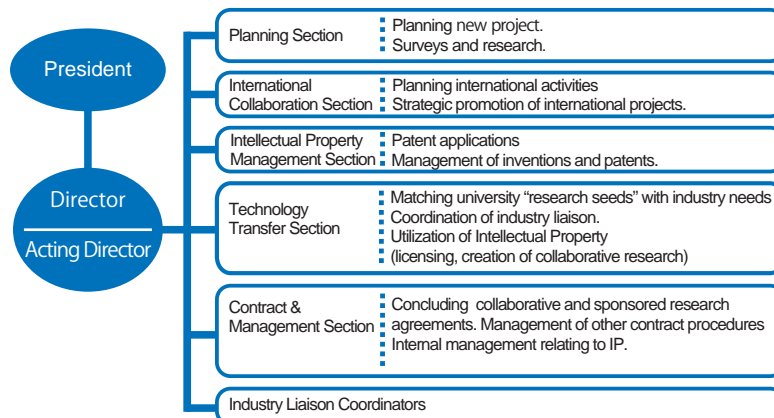 President
Director
Acting Director
Planning Section
Planning new project.
Surveys and research.
International
Collaboration Section
Planning international activities
Strategic promotion of international projects.
Intellectual Property
Management Section
Patent applications
Management of inventions and patents.
Technology
Transfer Section
Matching university “research seeds” with industry needs
Coordination of industry liaison.
Utilization of Intellectual Property
(licensing, creation of collaborative research)
Contract &
Management Section
Concluding collaborative and sponsored research
agreements. Management of other contract procedures
Internal management relating to IP.
Industry Liaison Coordinators